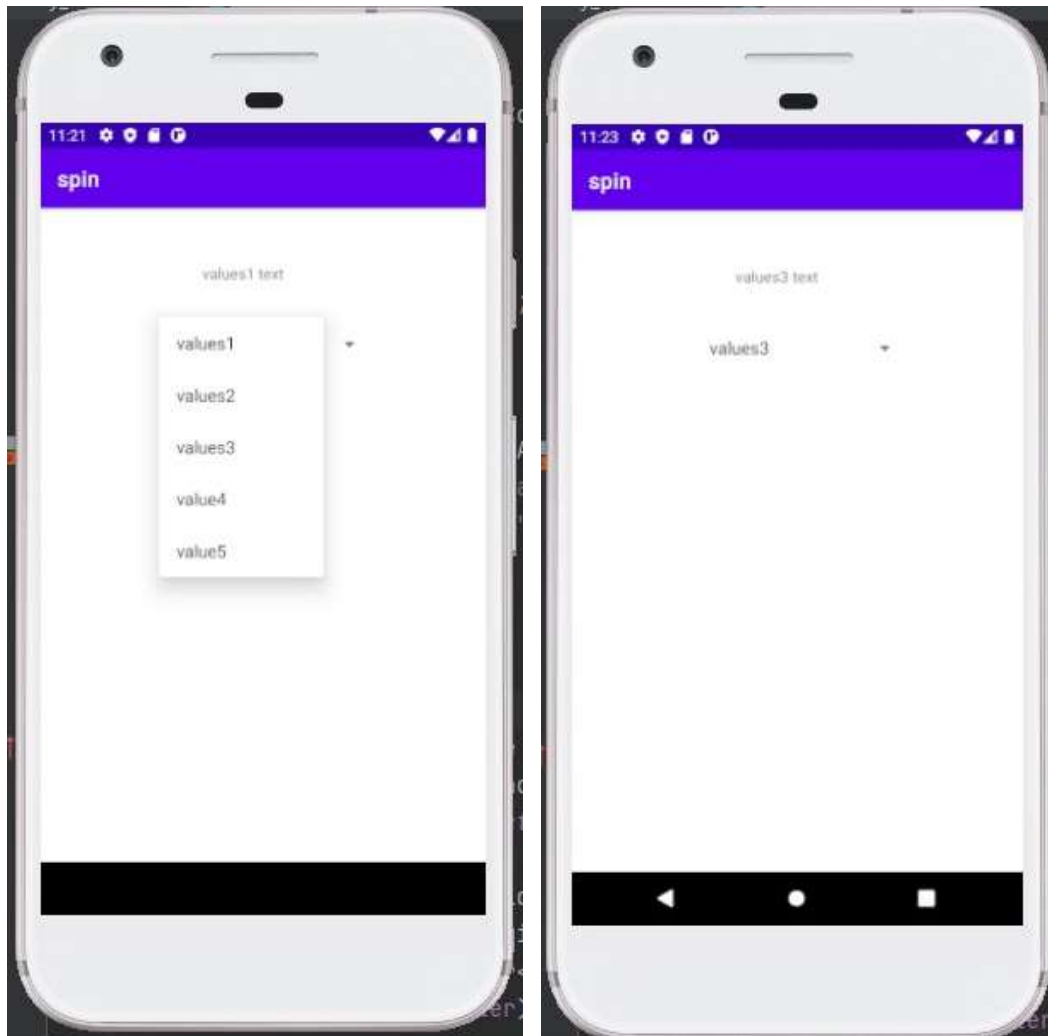 11:21
spin
values1 text
values1
values2
values3
value4
value5
11:23
spin
values3 text
values3